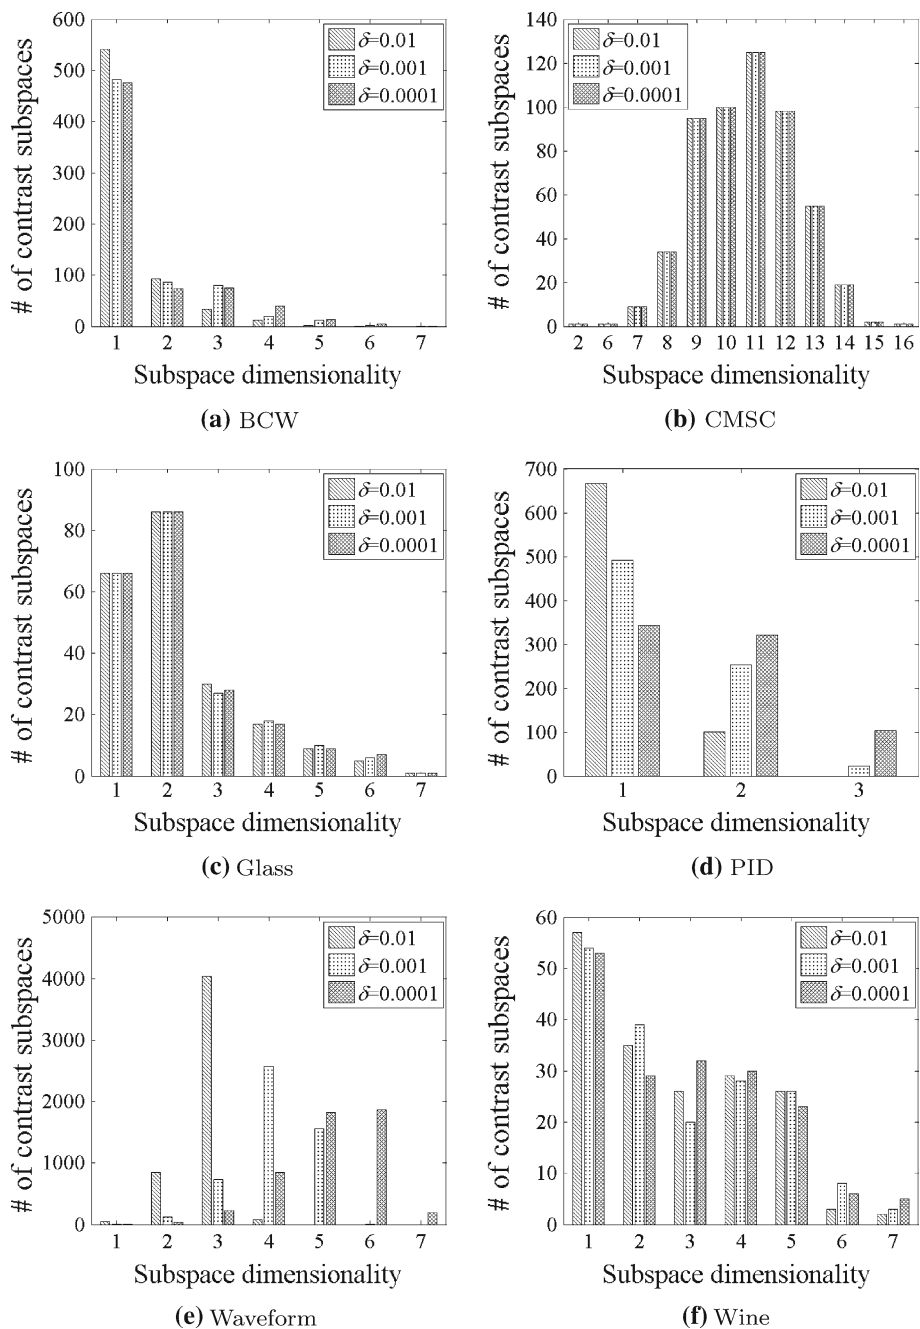 # of contrast subspaces
600
500
400
300
200
100
0
δ=0.01
δ=0.001
δ=0.0001
1 2 3 4 5 6 7
Subspace dimensionality
(a) BCW
# of contrast subspaces
140
120
100
80
60
40
20
0
δ=0.01
δ=0.001
δ=0.0001
2 6 7 8 9 10 11 12 13 14 15 16
Subspace dimensionality
(b) CMSC
# of contrast subspaces
100
80
60
40
20
0
δ=0.01
δ=0.001
δ=0.0001
1 2 3 4 5 6 7
Subspace dimensionality
(c) Glass
# of contrast subspaces
700
600
500
400
300
200
100
0
δ=0.01
δ=0.001
δ=0.0001
1 2 3
Subspace dimensionality
(d) PID
# of contrast subspaces
5000
4000
3000
2000
1000
0
δ=0.01
δ=0.001
δ=0.0001
1 2 3 4 5 6 7
Subspace dimensionality
(e) Waveform
# of contrast subspaces
60
50
40
30
20
10
0
δ=0.01
δ=0.001
δ=0.0001
1 2 3 4 5 6 7
Subspace dimensionality
(f) Wine